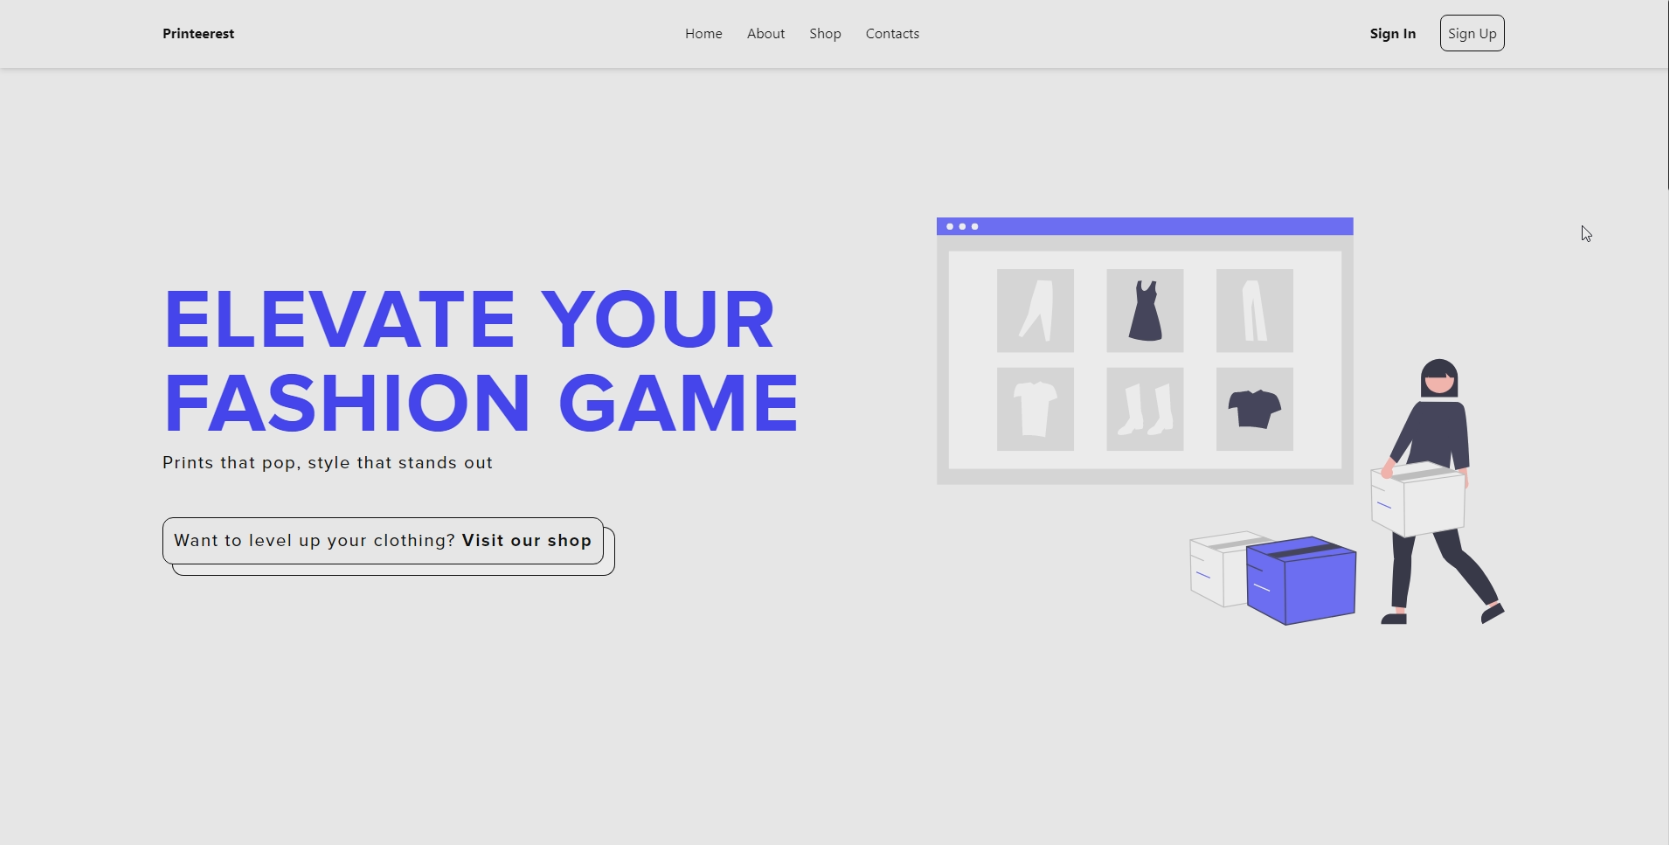 Printeerest
Home About Shop Contacts
Sign In Sign Up
ELEVATE YOUR
FASHION GAME
Prints that pop, style that stands out
Want to level up your clothing? Visit our shop